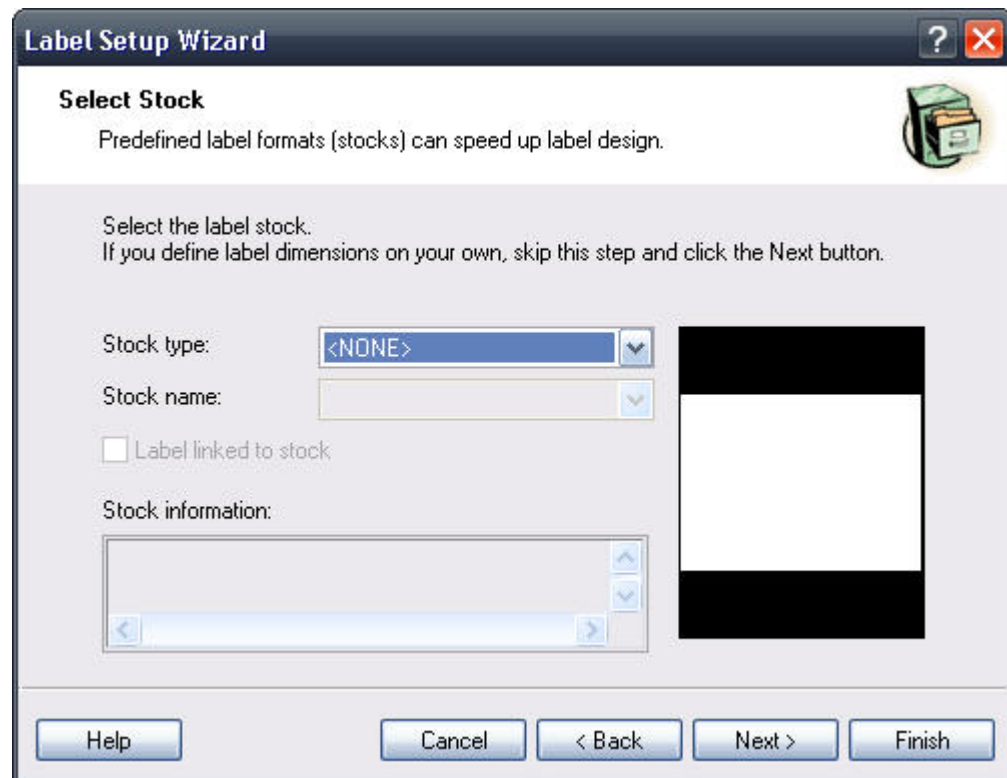 Label Setup Wizard
?
Select Stock
Predefined label formats (stocks) can speed up label design.
Select the label stock.
If you define label dimensions on your own, skip this step and click the Next button.
Stock type:
<NONE>
Stock name:
Label linked to stock
Stock information:
Help
Cancel
< Back
Next >
Finish